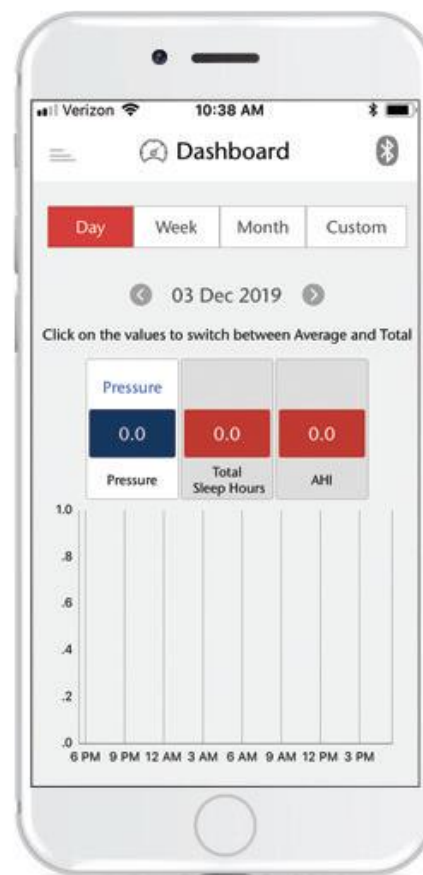 Verizon 10:38 AM
Dashboard
Day Week Month Custom
03 Dec 2019
Click on the values to switch between Average and Total
Pressure
0.0 0.0 0.0
Pressure Total Sleep Hours AHI
1.0
.8
.6
.4
.2
.0
6 PM 9 PM 12 AM 3 AM 6 AM 9 AM 12 PM 3 PM